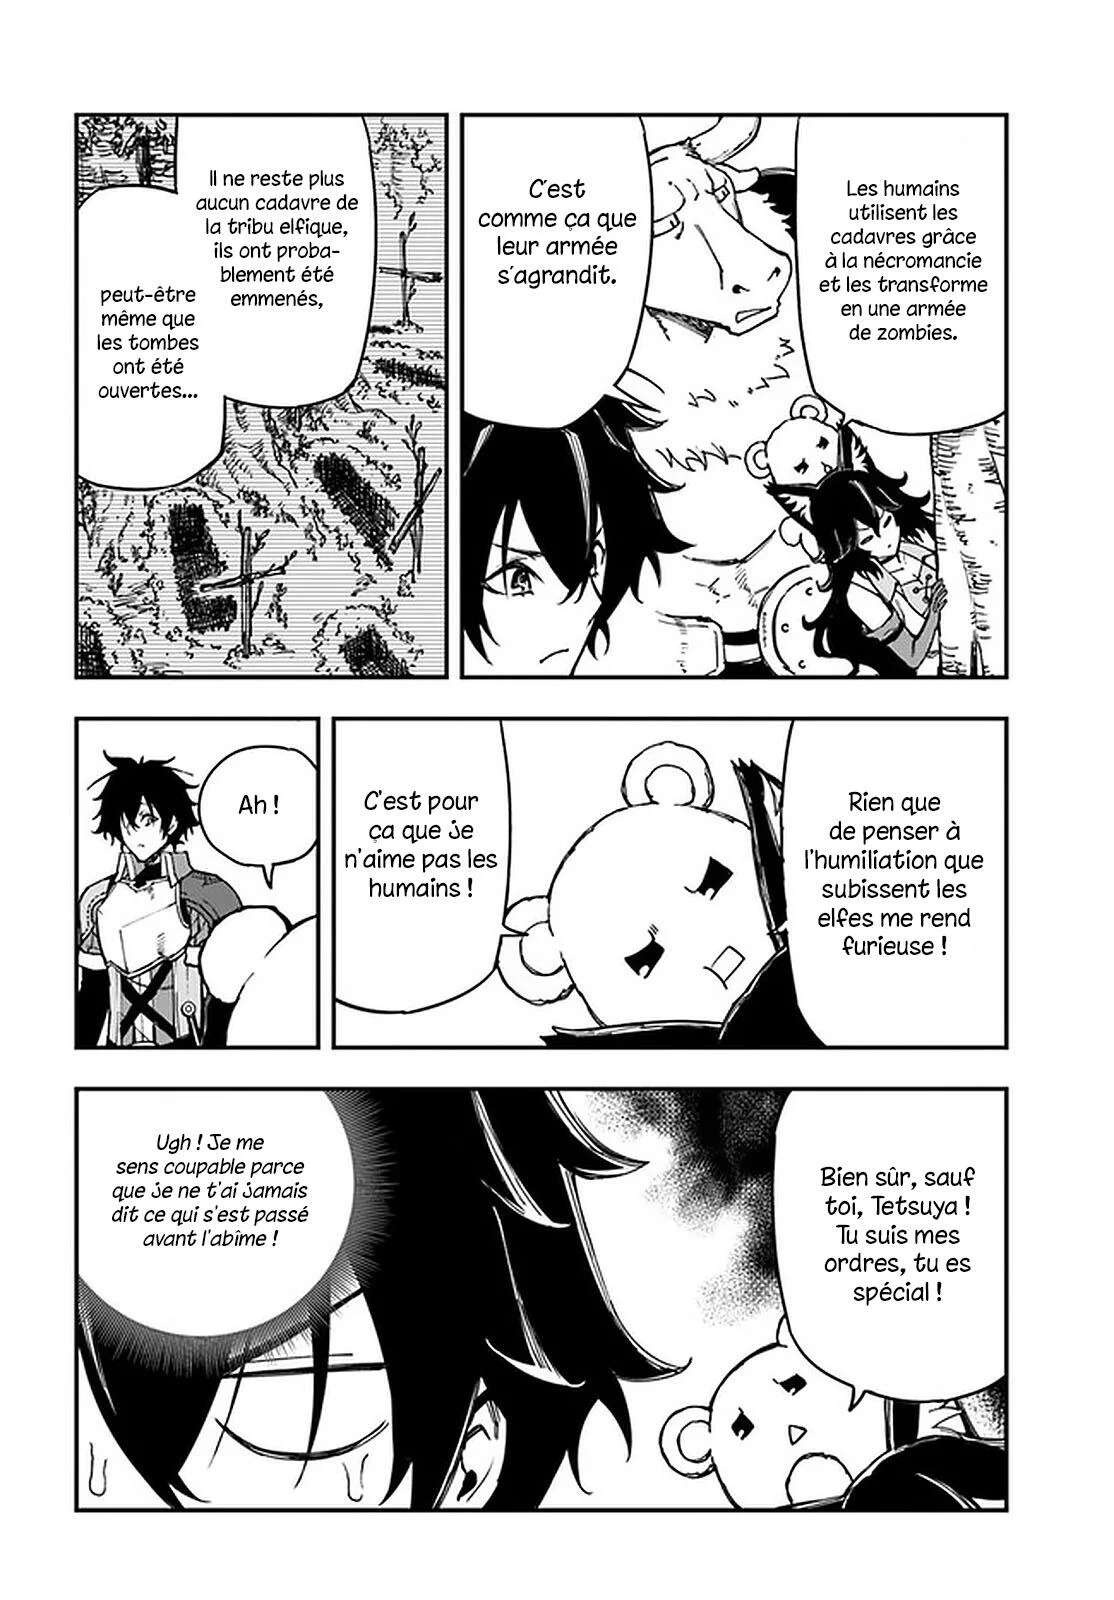 Les humains
utilisent les
cadavres grâce
à la nécromancie
et les transforme
en une armée
de zombies.
C'est
comme ça que
leur armée
s'agrandit.
Il ne reste plus
aucun cadavre de
la tribu elfique,
ils ont proba-
blement été
emmenés,
peut-être
même que
les tombes
ont été
ouvertes...
Rien que
de penser à
l'humiliation que
subissent les
elfes me rend
furieuse !
C'est pour
ça que je
n'aime pas les
humains !
Ah !
Bien sûr, sauf
toi, Tetsuya !
Tu suis mes
ordres, tu es
spécial !
Ugh ! Je me
sens coupable parce
que je ne t'ai jamais
dit ce qui s'est passé
avant l'abîme !